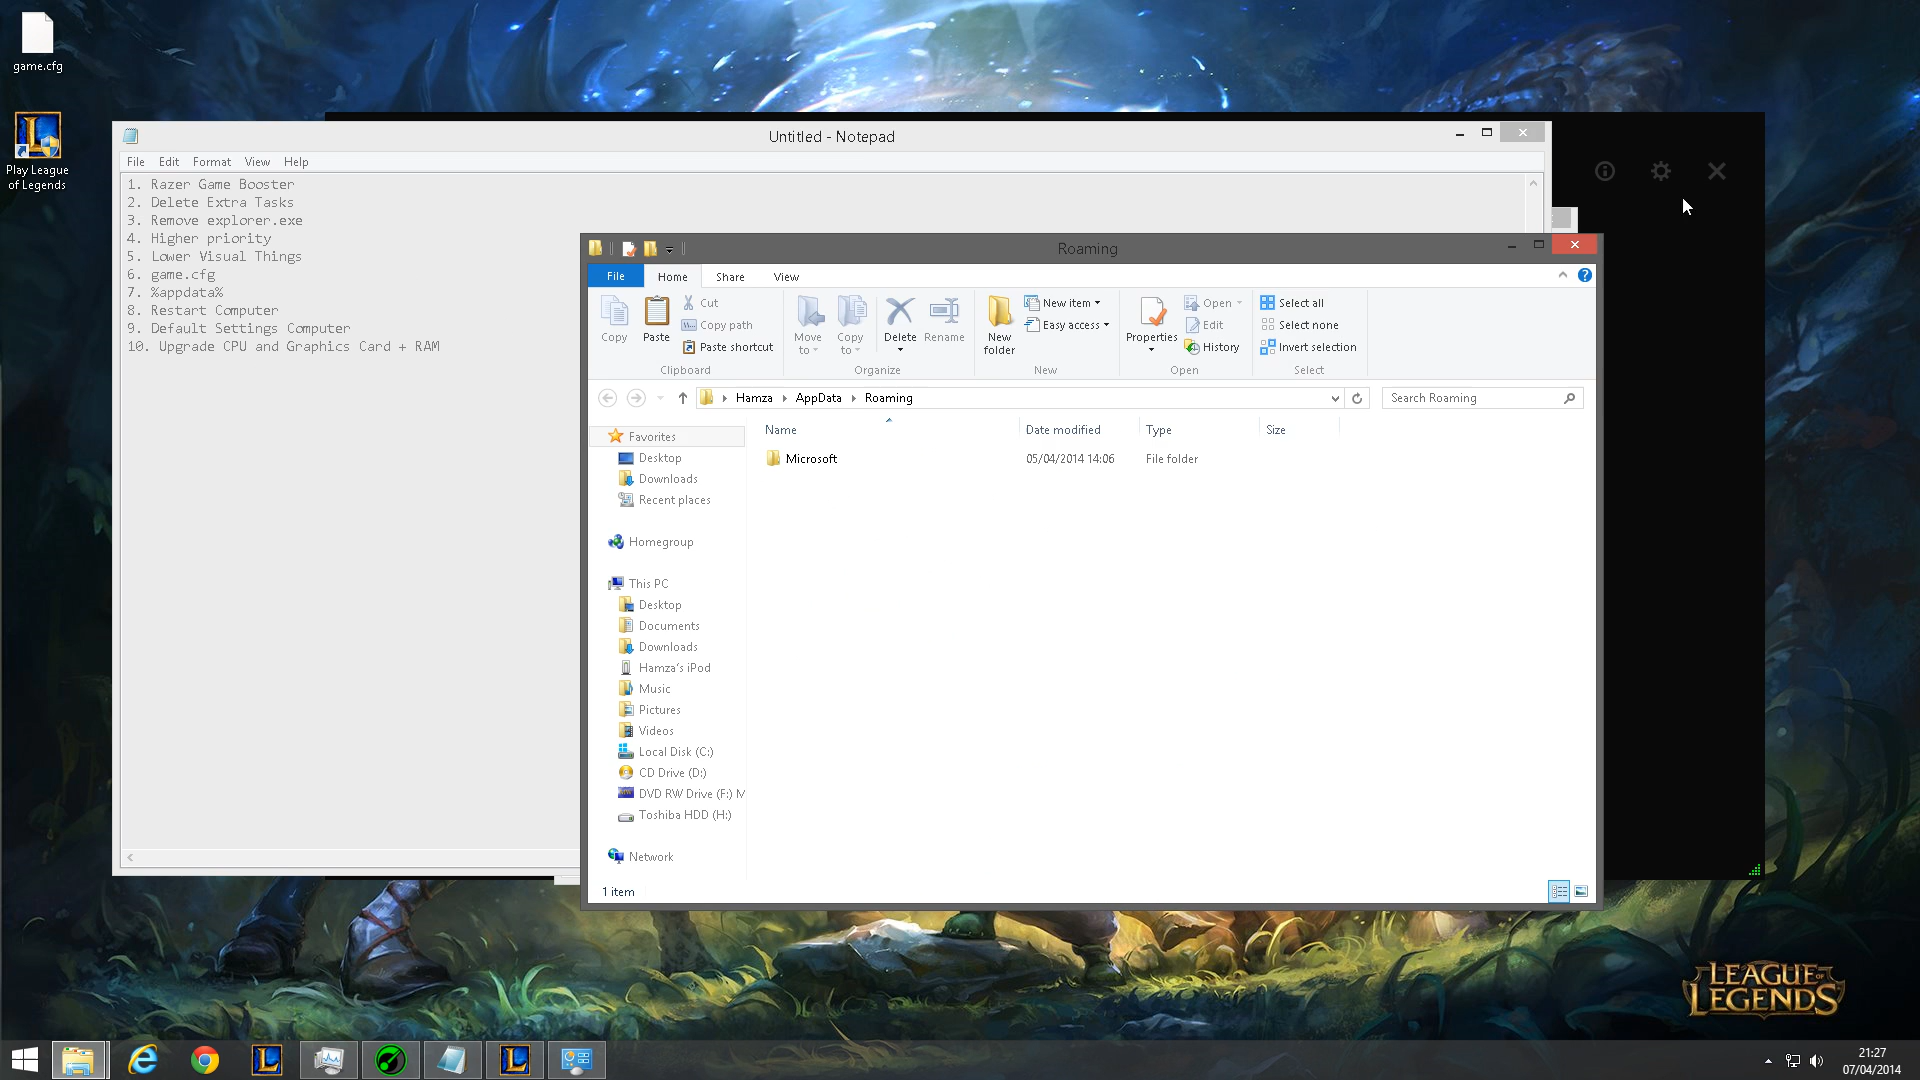 game.cfg
Play League
of Legends
Untitled - Notepad
File Edit Format View Help
1. Razer Game Booster
2. Delete Extra Tasks
3. Remove explorer.exe
4. Higher priority
5. Lower Visual Things
6. game.cfg
7. %appdata%
8. Restart Computer
9. Default Settings Computer
10. Upgrade CPU and Graphics Card + RAM
Roaming
File Home Share View
Copy
Paste
Cut
Copy path
Paste shortcut
Clipboard
Move
to
Copy
to
Delete
Rename
Organize
New
folder
New item
Easy access
New
Properties
Open
Edit
History
Open
Select all
Select none
Invert selection
Select
Hamza AppData Roaming
Search Roaming
Name Date modified Type Size
Microsoft 05/04/2014 14:06 File folder
Favorites
Desktop
Downloads
Recent places
Homegroup
This PC
Desktop
Documents
Downloads
Hamza's iPod
Music
Pictures
Videos
Local Disk (C:)
CD Drive (D:)
DVD RW Drive (F:) M
Toshiba HDD (H:)
Network
1 item
LEAGUE OF
LEGENDS
21:27
07/04/2014